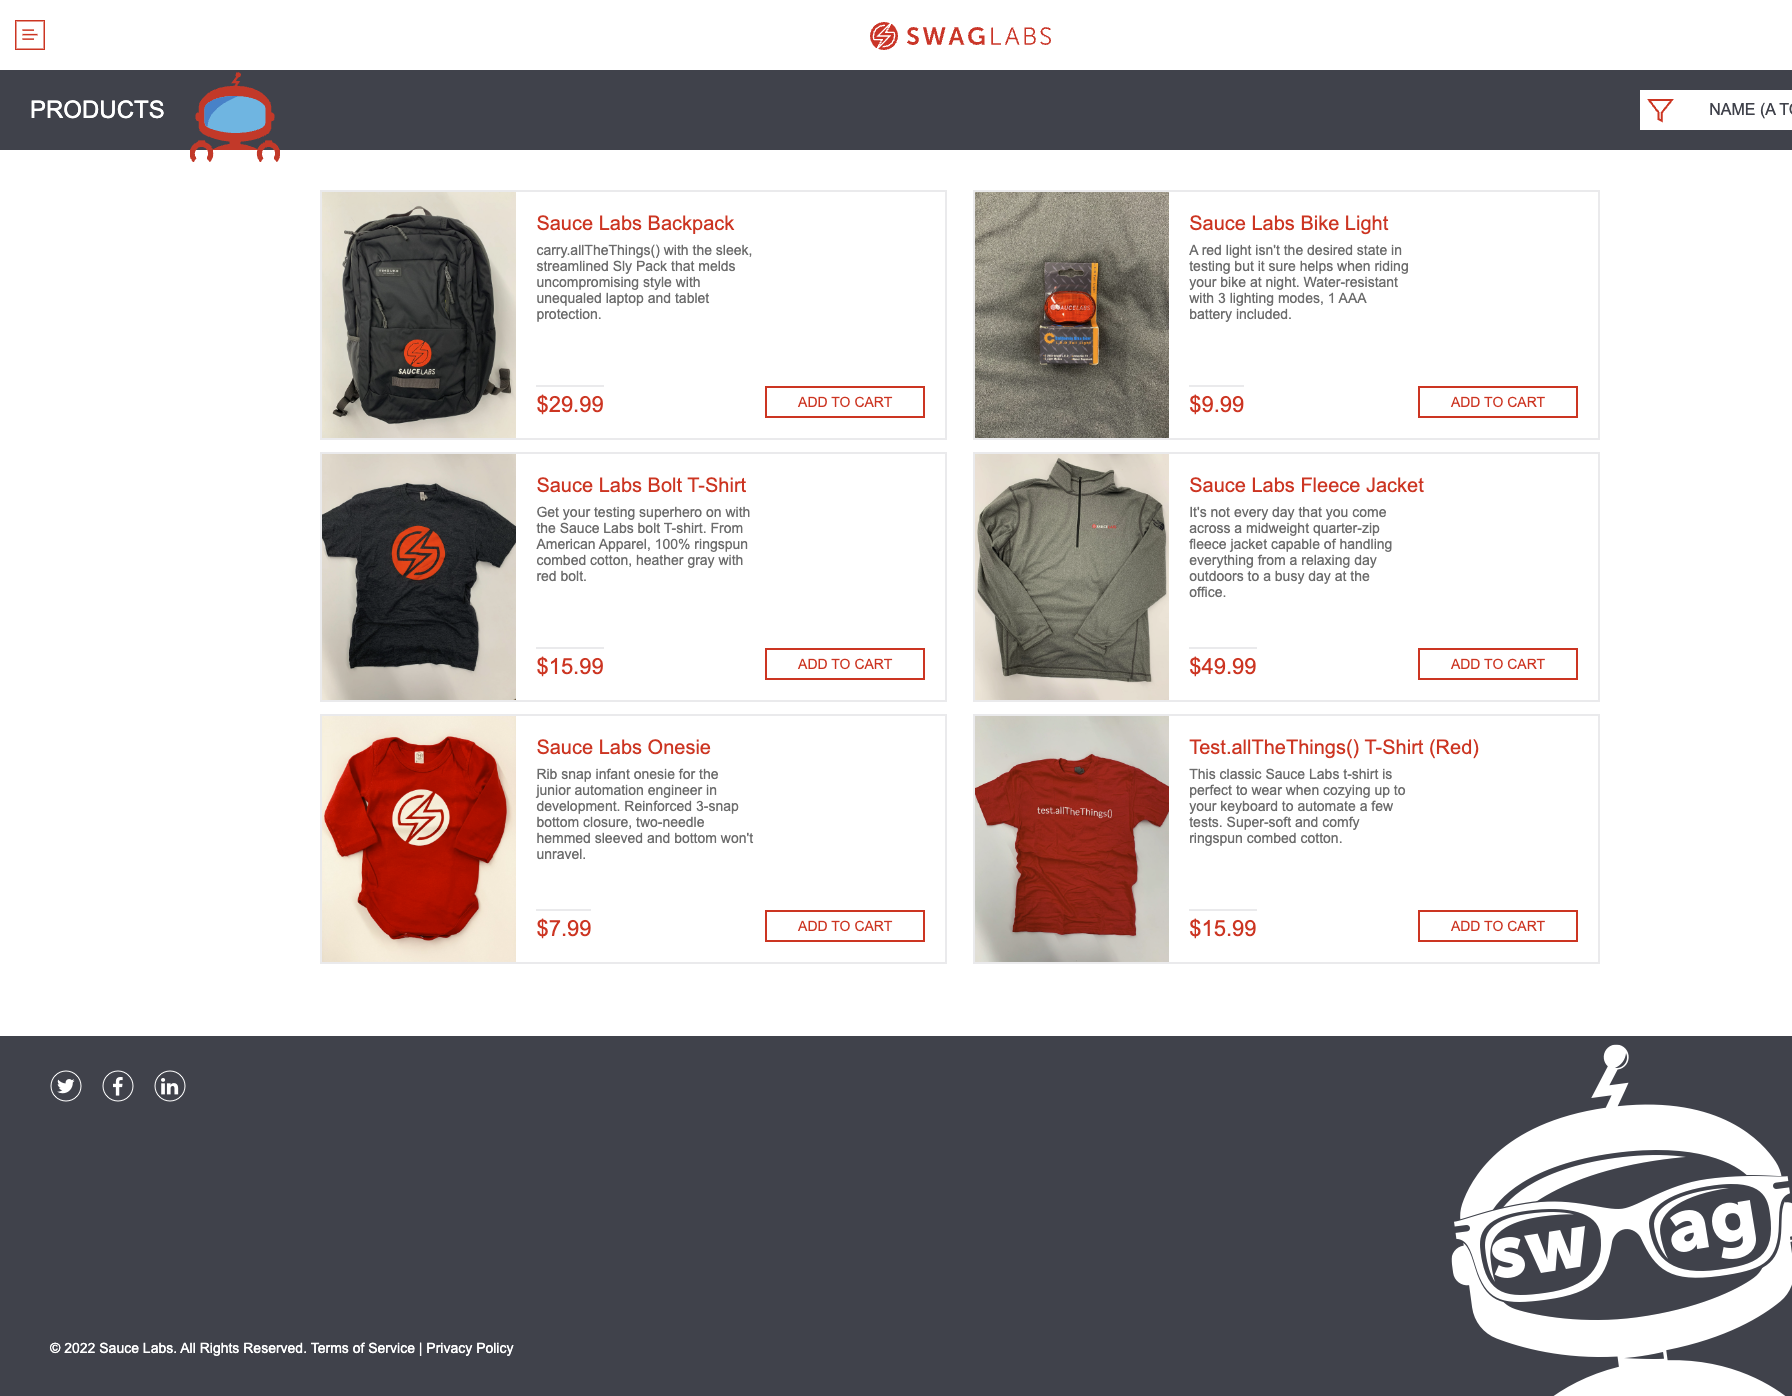 SWAGLABS
PRODUCTS
NAME (A TO
Sauce Labs Backpack
carry.allTheThings() with the sleek,
streamlined Sly Pack that melds
uncompromising style with
unequaled laptop and tablet
protection.
$29.99
ADD TO CART
SAUCELABS
Sauce Labs Bike Light
A red light isn't the desired state in
testing but it sure helps when riding
your bike at night. Water-resistant
with 3 lighting modes, 1 AAA
battery included.
$9.99
ADD TO CART
SAUCELABS
Sauce Labs Bolt T-Shirt
Get your testing superhero on with
the Sauce Labs bolt T-shirt. From
American Apparel, 100% ringspun
combed cotton, heather gray with
red bolt.
$15.99
ADD TO CART
Sauce Labs Fleece Jacket
It's not every day that you come
across a midweight quarter-zip
fleece jacket capable of handling
everything from a relaxing day
outdoors to a busy day at the
office.
$49.99
ADD TO CART
Sauce Labs Onesie
Rib snap infant onesie for the
junior automation engineer in
development. Reinforced 3-snap
bottom closure, two-needle
hemmed sleeved and bottom won't
unravel.
$7.99
ADD TO CART
test.allTheThings()
Test.allTheThings() T-Shirt (Red)
This classic Sauce Labs t-shirt is
perfect to wear when cozying up to
your keyboard to automate a few
tests. Super-soft and comfy
ringspun combed cotton.
$15.99
ADD TO CART
swag
© 2022 Sauce Labs. All Rights Reserved. Terms of Service | Privacy Policy